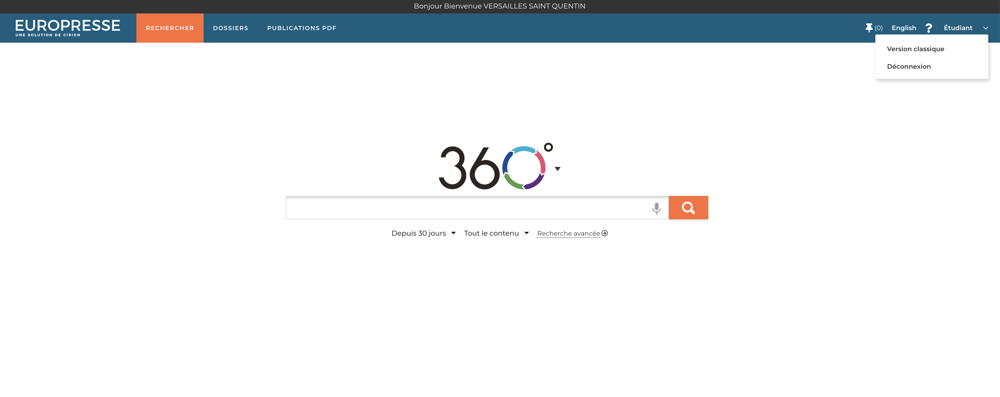 Bonjour Bienvenue VERSAILLES SAINT QUENTIN
EUROPRESSE
UNE SOLUTION DE CISION
RECHERCHER DOSSIERS PUBLICATIONS PDF
(0) English ? Étudiant
Version classique
Déconnexion
360°
Depuis 30 jours Tout le contenu Recherche avancée